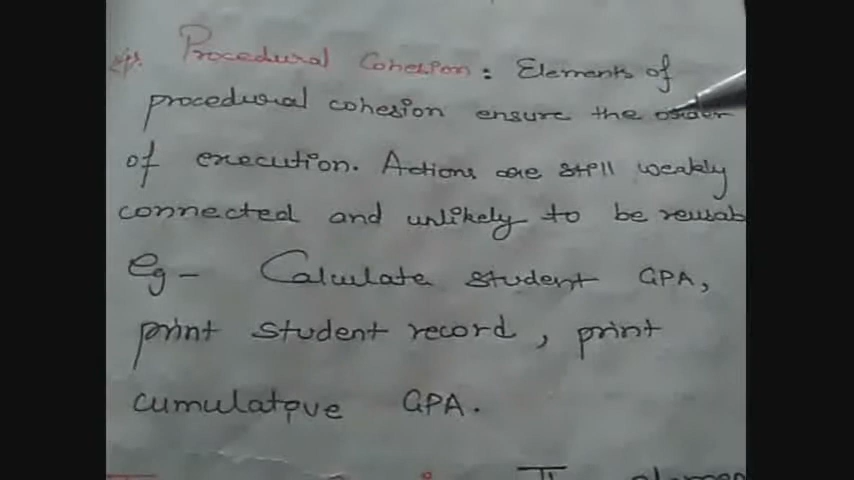 Procedural Cohesion: Elements of
procedural cohesion ensure the order
of execution. Actions are still weakly
connected and unlikely to be reusab
eg- Calculate student GPA,
print student record, print
cumulative GPA.